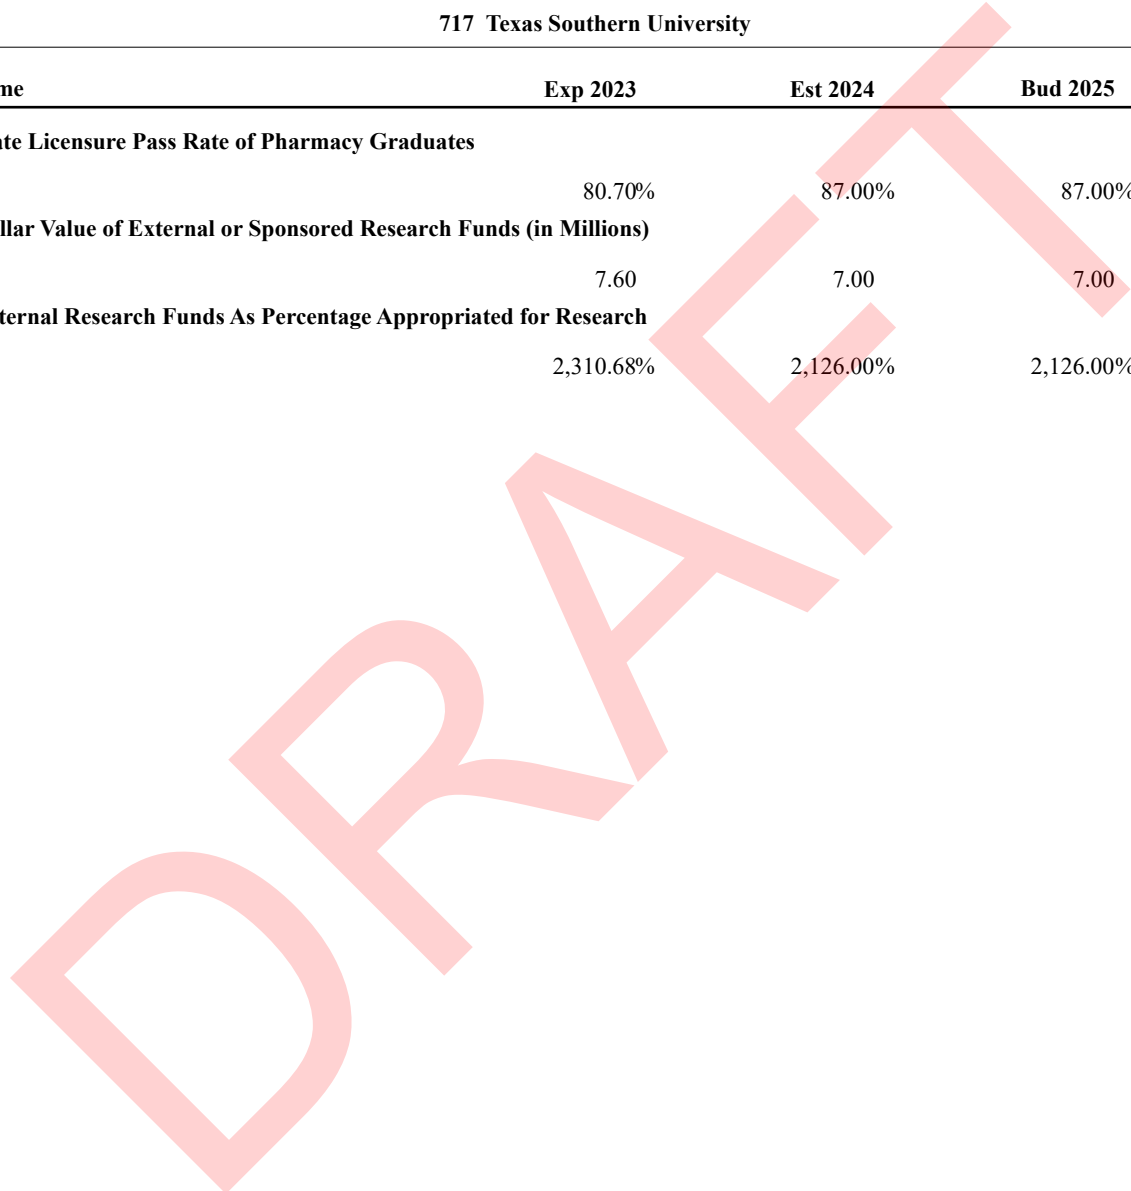 717 Texas Southern University
me Exp 2023 Est 2024 Bud 2025
ate Licensure Pass Rate of Pharmacy Graduates
80.70% 87.00% 87.00%
llar Value of External or Sponsored Research Funds (in Millions)
7.60 7.00 7.00
ternal Research Funds As Percentage Appropriated for Research
2,310.68% 2,126.00% 2,126.00%
DRAFT